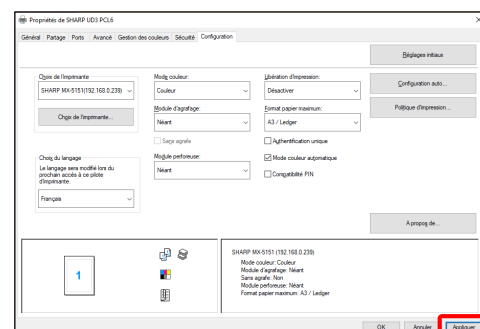 Propriétés de SHARP UD3 PCL6
Général Partage Ports Avancé Gestion des couleurs Sécurité Configuration
Réglages initiaux
Choix de l'imprimante
SHARP MX-5151(192.168.0.239)
Choix de l'imprimante...
Mode couleur:
Couleur
Libération d'impression:
Désactiver
Configuration auto...
Module d'agrafage:
Néant
Format papier maximum:
A3 / Ledger
Politique d'impression...
Sans agrafe
Authentification unique
Choix du langage
Le langage sera modifié lors du
prochain accès à ce pilote
d'imprimante.
Français
Module perforeuse:
Néant
Mode couleur automatique
Compatibilité PIN
A propos de...
1
SHARP MX-5151 (192.168.0.239)
Mode couleur: Couleur
Module d'agrafage: Néant
Sans agrafe: Non
Module perforeuse: Néant
Format papier maximum: A3 / Ledger
OK Annuler Appliquer